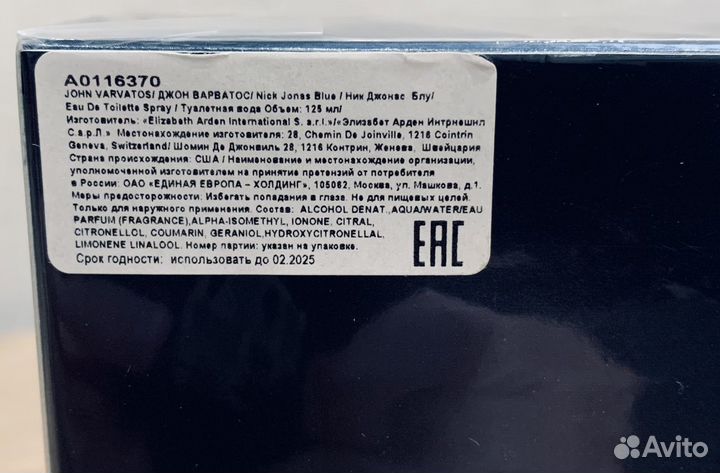 A0116370
JOHN VARVATOS/ ДЖОН ВАРВАТОС/ Nick Jonas Blue / Ник Джонас Блу/
Eau De Toilette Spray / Туалетная вода Объем: 125 мл/
Изготовитель: «Elizabeth Arden International S. a.r.l.»/«Элизабет Арден Интрнешнл
С.а.р.Л.» Местонахождение изготовителя: 28, Chemin De Joinville, 1216 Cointrin
Geneva, Switzerland/ Шомин Де Джонвиль 28, 1216 Контрин, Женева, Швейцария
Страна происхождения: США / Наименование и местонахождение организации,
уполномоченной изготовителем на принятие претензий от потребителя
в России: ОАО «ЕДИНАЯ ЕВРОПА – ХОЛДИНГ», 105062, Москва, ул. Машкова, д.1.
Меры предосторожности: Избегать попадания в глаза. Не для пищевых целей.
Только для наружного применения. Состав: ALCOHOL DENAT.,AQUA/WATER/EAU
PARFUM (FRAGRANCE),ALPHA-ISOMETHYL, IONONE, CITRAL,
CITRONELLOL, COUMARIN, GERANIOL,HYDROXYCITRONELLAL,
LIMONENE LINALOOL. Номер партии: указан на упаковке.
Срок годности: использовать до 02.2025
EAC
Avito